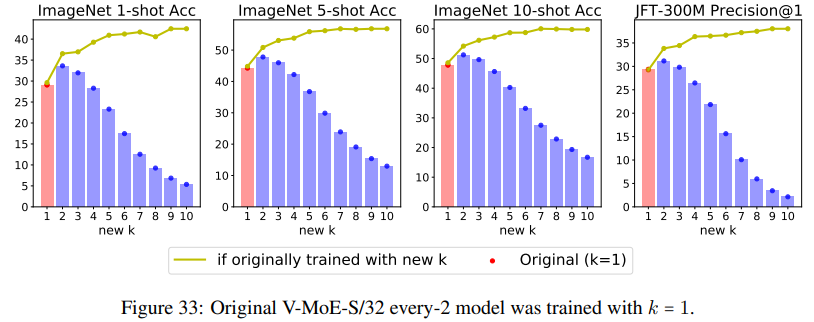 ImageNet 1-shot Acc
40
35
30
25
20
15
10
5
0
1 2 3 4 5 6 7 8 9 10
new k
ImageNet 5-shot Acc
50
40
30
20
10
0
1 2 3 4 5 6 7 8 9 10
new k
ImageNet 10-shot Acc
60
50
40
30
20
10
0
1 2 3 4 5 6 7 8 9 10
new k
JFT-300M Precision@1
35
30
25
20
15
10
5
0
1 2 3 4 5 6 7 8 9 10
new k
if originally trained with new k
Original (k=1)
Figure 33: Original V-MoE-S/32 every-2 model was trained with k = 1.